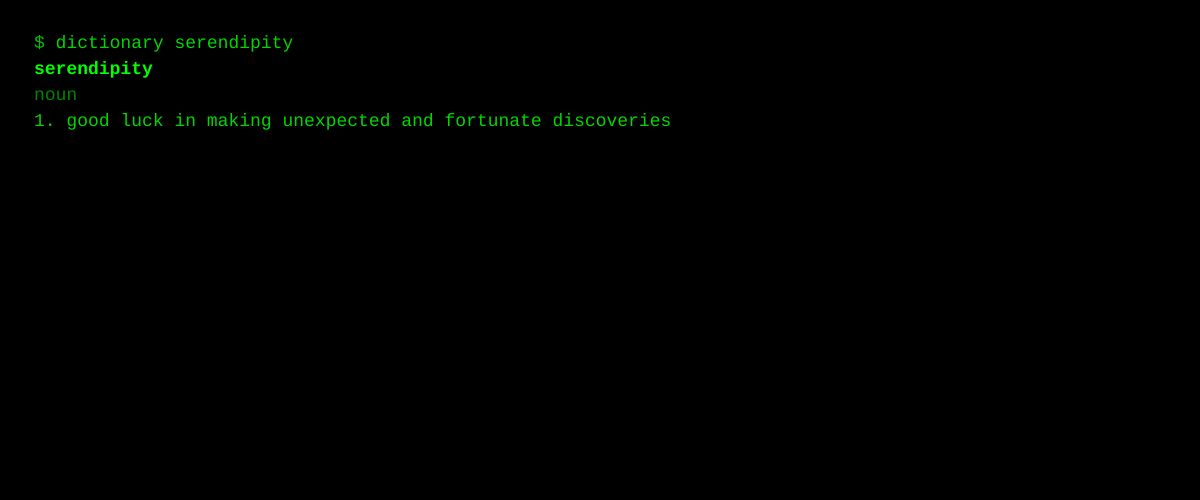 $ dictionary serendipity
serendipity
noun
1. good luck in making unexpected and fortunate discoveries